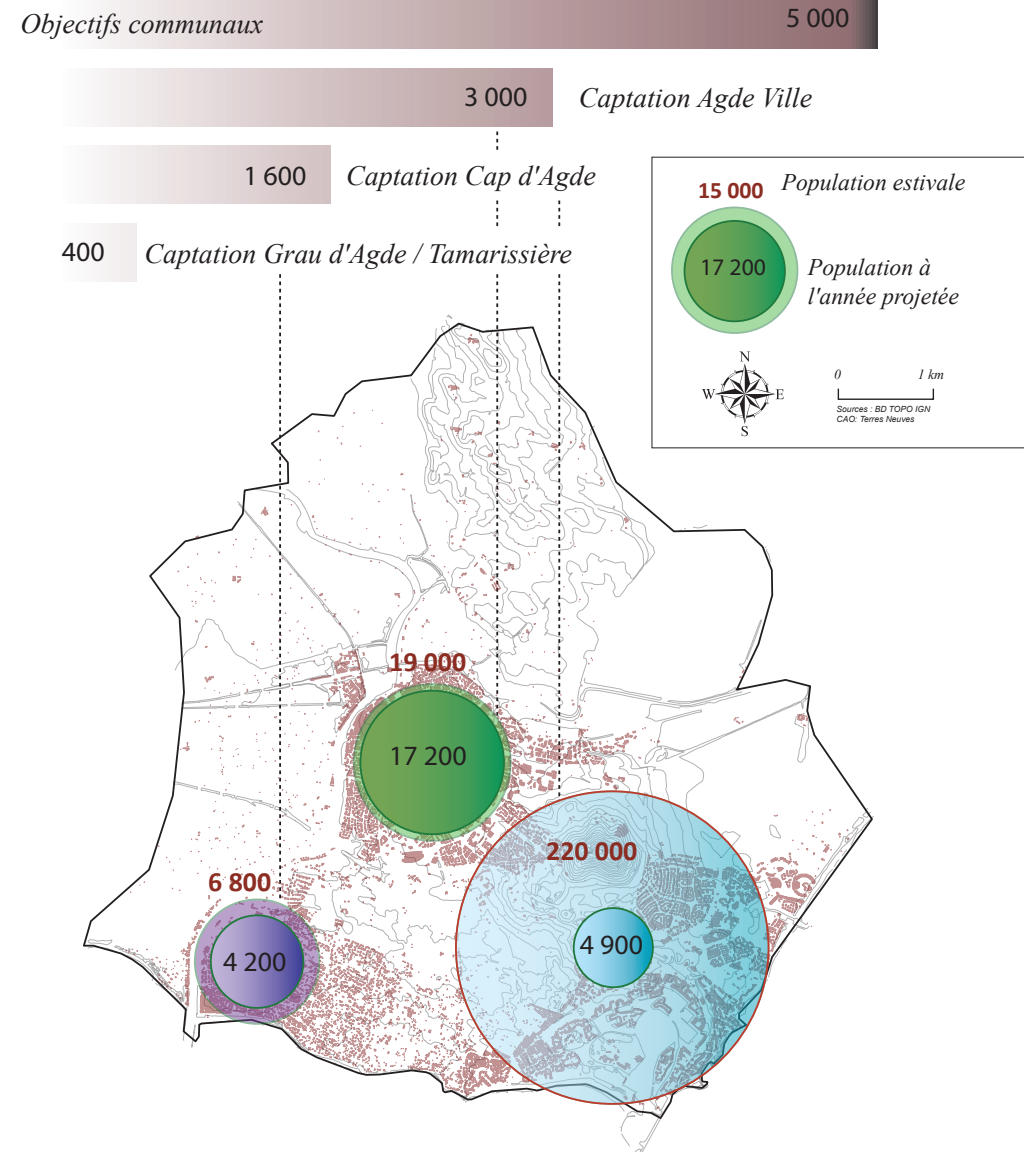 Objectifs communaux
5 000
3 000
Captation Agde Ville
1 600
Captation Cap d'Agde
400
Captation Grau d'Agde / Tamarissière
15 000
Population estivale
17 200
Population à
l'année projetée
N
W
E
S
0
1 km
Sources : BD TOPO IGN
CAO: Terres Neuves
19 000
17 200
220 000
6 800
4 900
4 200